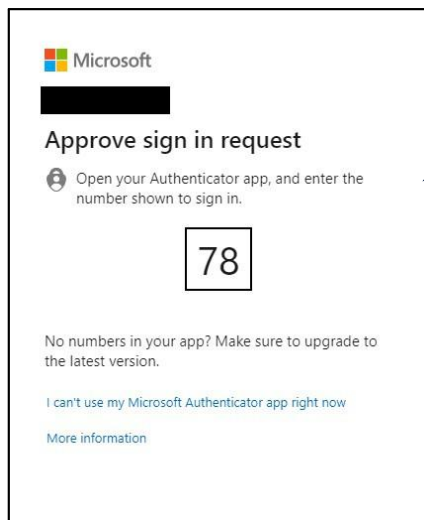 Microsoft
Approve sign in request
Open your Authenticator app, and enter the
number shown to sign in.
78
No numbers in your app? Make sure to upgrade to
the latest version.
I can't use my Microsoft Authenticator app right now
More information